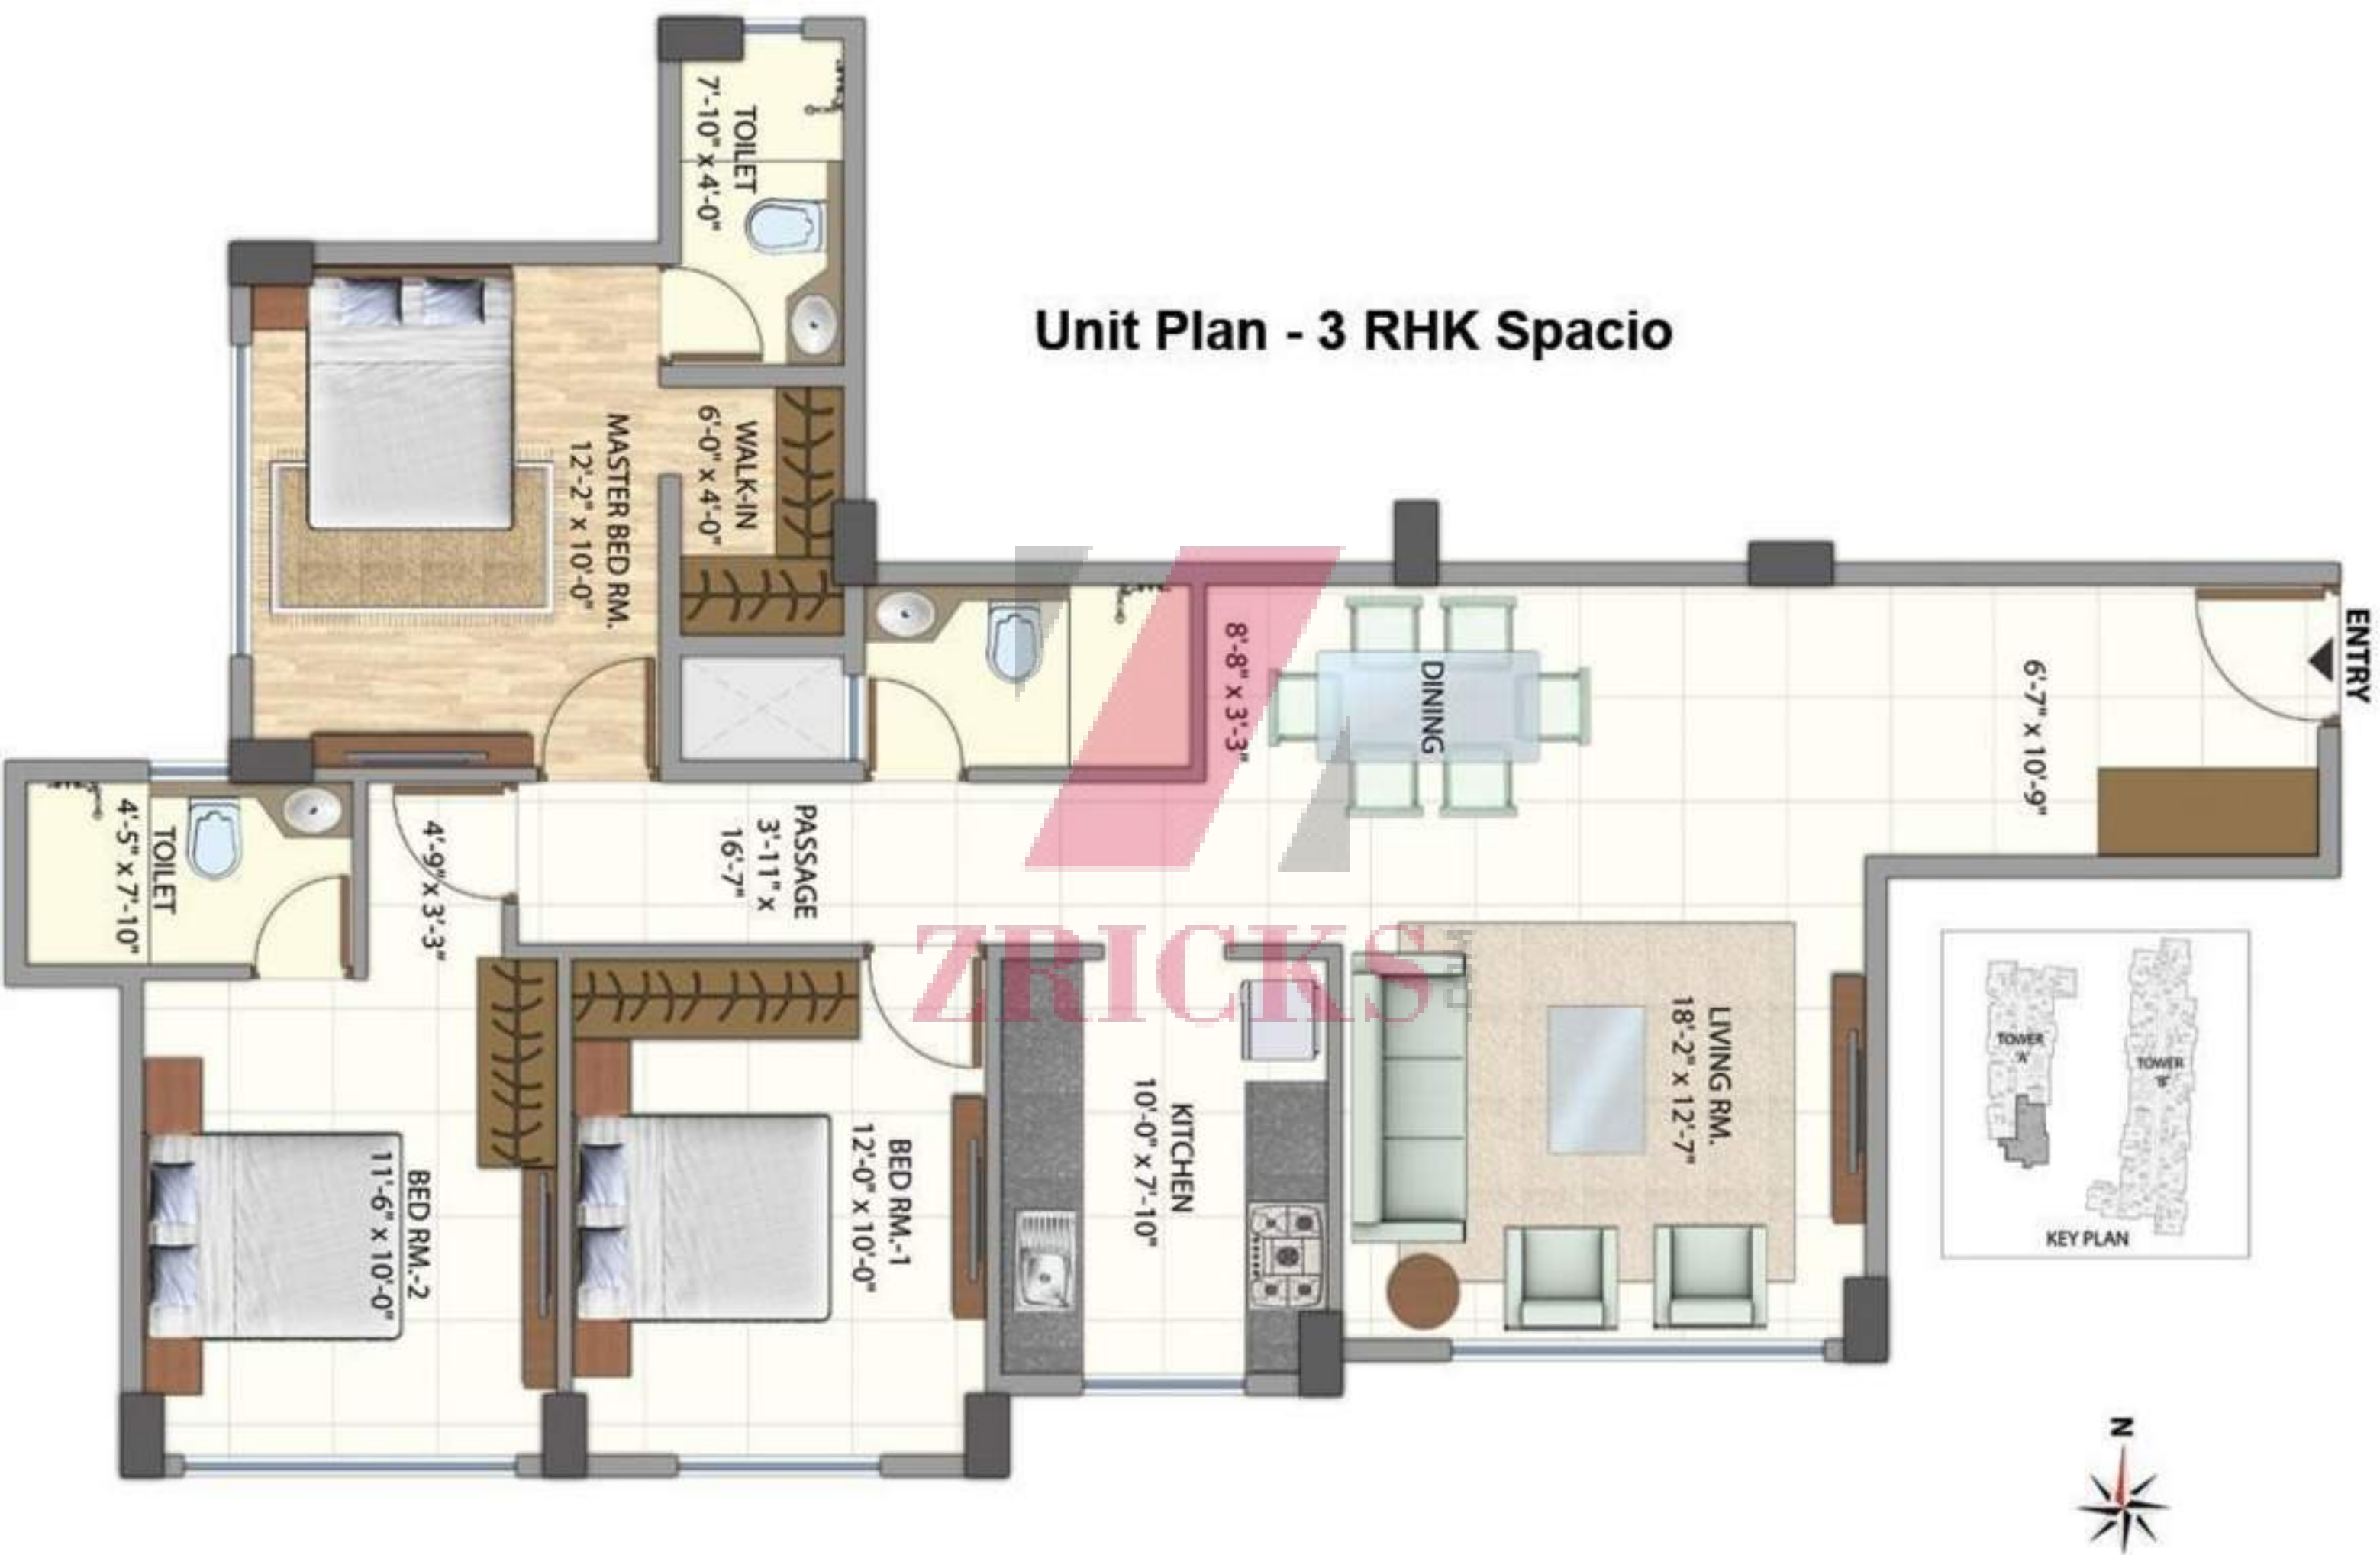 Unit Plan - 3 RHK Spacio
TOILET
7'-10" x 4'-0"
WALK-IN
6'-0" x 4'-0"
MASTER BED RM.
12'-2" x 10'-0"
ENTRY
6'-7" x 10'-9"
DINING
8'-8" x 3'-3"
PASSAGE
3'-11" x
16'-7"
4'-9" x 3'-3"
TOILET
4'-5" x 7'-10"
LIVING RM.
18'-2" x 12'-7"
KITCHEN
10'-0" x 7'-10"
BED RM.-1
12'-0" x 10'-0"
BED RM.-2
11'-6" x 10'-0"
TOWER
'A'
TOWER
'B'
KEY PLAN
N
ZRICKS